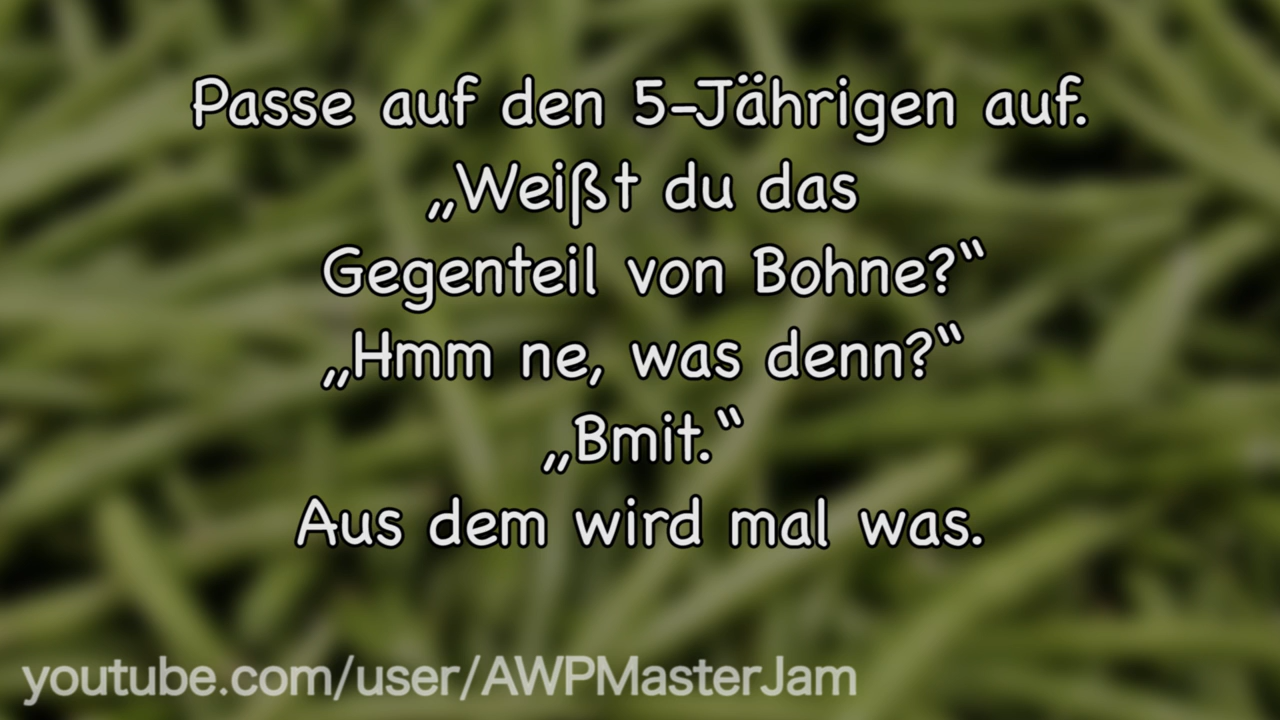 Passe auf den 5-Jährigen auf.
„Weißt du das
Gegenteil von Bohne?“
„Hmm ne, was denn?“
„Bmit.“
Aus dem wird mal was.
youtube.com/user/AWPMasterJam